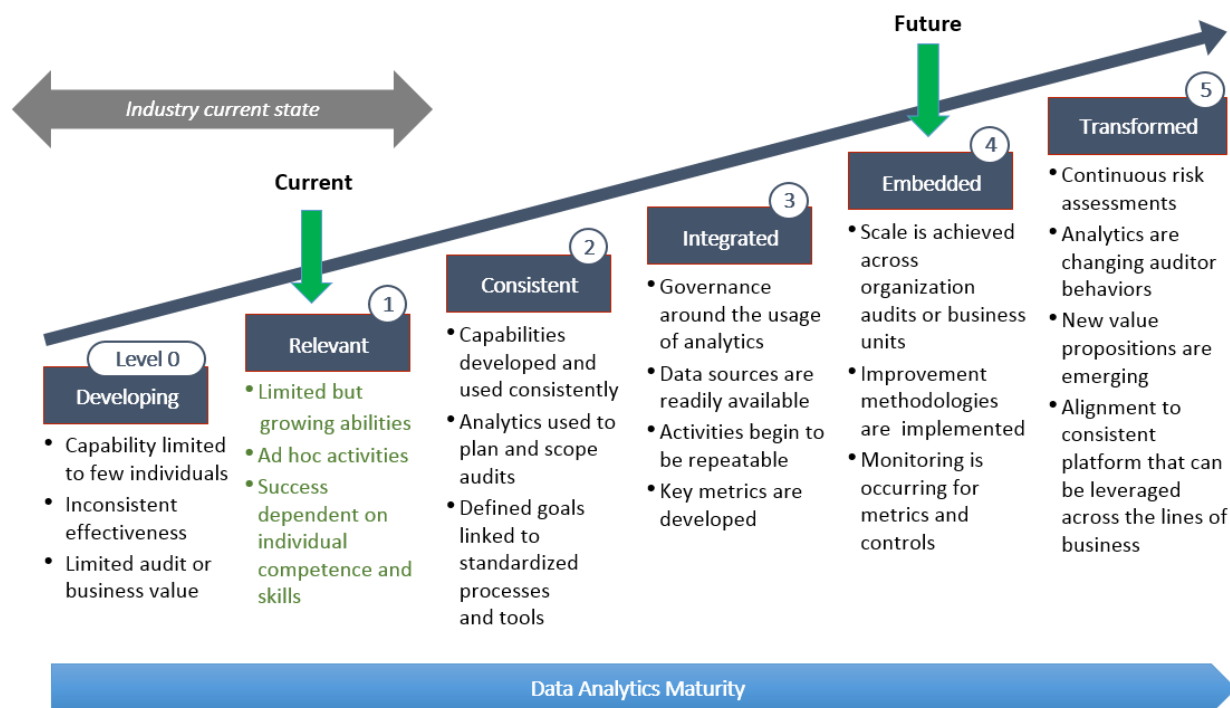 Future
Industry current state
5
Transformed
Current
4
Embedded
• Continuous risk
assessments
• Analytics are
changing auditor
behaviors
• New value
propositions are
emerging
• Alignment to
consistent
platform that can
be leveraged
across the lines of
business
3
Integrated
• Scale is achieved
across
organization
audits or business
units
• Improvement
methodologies
are implemented
• Monitoring is
occurring for
metrics and
controls
2
Consistent
• Governance
around the usage
of analytics
• Data sources are
readily available
• Activities begin to
be repeatable
• Key metrics are
developed
1
Relevant
• Capabilities
developed and
used consistently
• Analytics used to
plan and scope
audits
• Defined goals
linked to
standardized
processes
and tools
Level 0
Developing
• Limited but
growing abilities
• Ad hoc activities
• Success
dependent on
individual
competence and
skills
• Capability limited
to few individuals
• Inconsistent
effectiveness
• Limited audit or
business value
Data Analytics Maturity